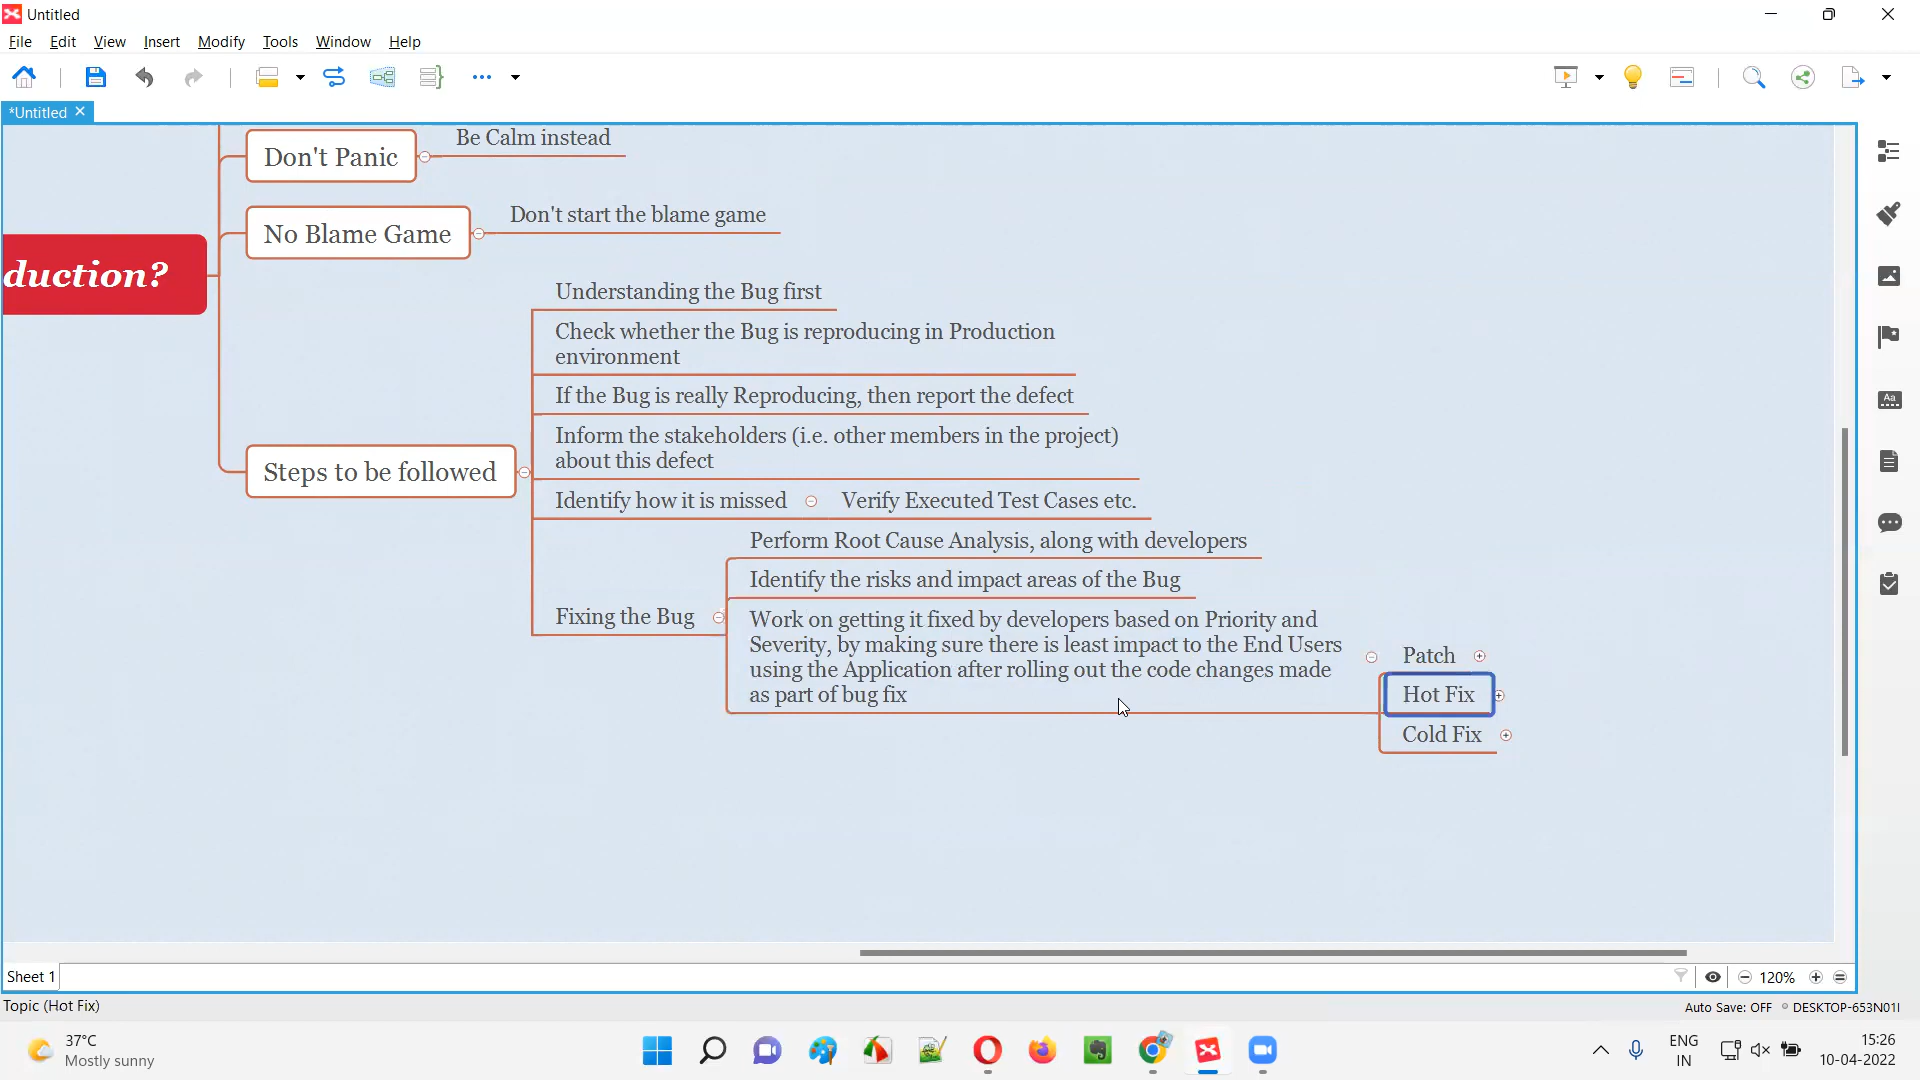 Untitled
File Edit View Insert Modify Tools Window Help
*Untitled
Don't Panic
Be Calm instead
No Blame Game
Don't start the blame game
duction?
Steps to be followed
Understanding the Bug first
Check whether the Bug is reproducing in Production
environment
If the Bug is really Reproducing, then report the defect
Inform the stakeholders (i.e. other members in the project)
about this defect
Identify how it is missed
Verify Executed Test Cases etc.
Fixing the Bug
Perform Root Cause Analysis, along with developers
Identify the risks and impact areas of the Bug
Work on getting it fixed by developers based on Priority and
Severity, by making sure there is least impact to the End Users
using the Application after rolling out the code changes made
as part of bug fix
Patch
Hot Fix
Cold Fix
Aa
Sheet 1
120%
Topic (Hot Fix)
Auto Save: OFF
DESKTOP-653N01I
37°C
Mostly sunny
ENG
IN
15:26
10-04-2022